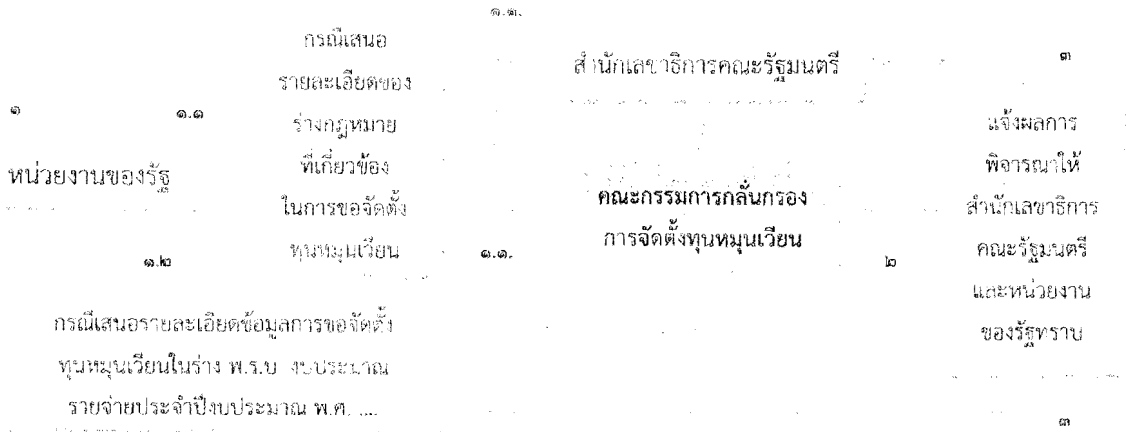 ๑
หน่วยงานของรัฐ
๑.๑
กรณีเสนอ
รายละเอียดของ
ร่างกฎหมาย
ที่เกี่ยวข้อง
ในการขอจัดตั้ง
ทุนหมุนเวียน
๑.๒
กรณีเสนอรายละเอียดข้อมูลการขอจัดตั้ง
ทุนหมุนเวียนในร่าง พ.ร.บ. งบประมาณ
รายจ่ายประจำปีงบประมาณ พ.ศ. ....
๑.๑.
สำนักเลขาธิการคณะรัฐมนตรี
๑.๑.
คณะกรรมการกลั่นกรอง
การจัดตั้งทุนหมุนเวียน
๒
๓
แจ้งผลการ
พิจารณาให้
สำนักเลขาธิการ
คณะรัฐมนตรี
และหน่วยงาน
ของรัฐทราบ
๓